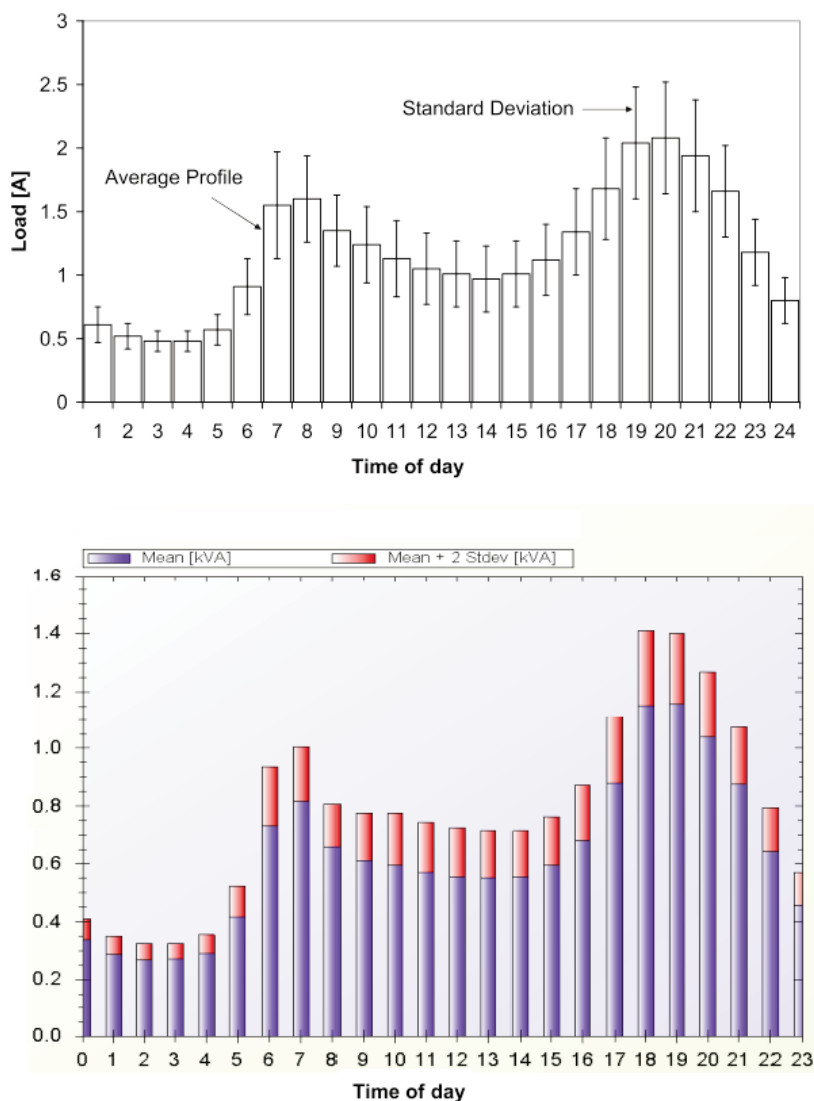 3
2.5
Standard Deviation
2
Average Profile
Load [A]
1.5
1
0.5
0
1 2 3 4 5 6 7 8 9 10 11 12 13 14 15 16 17 18 19 20 21 22 23 24
Time of day
Mean [kVA] Mean + 2 Stdev [kVA]
1.6
1.4
1.2
1.0
0.8
0.6
0.4
0.2
0.0
0 1 2 3 4 5 6 7 8 9 10 11 12 13 14 15 16 17 18 19 20 21 22 23
Time of day